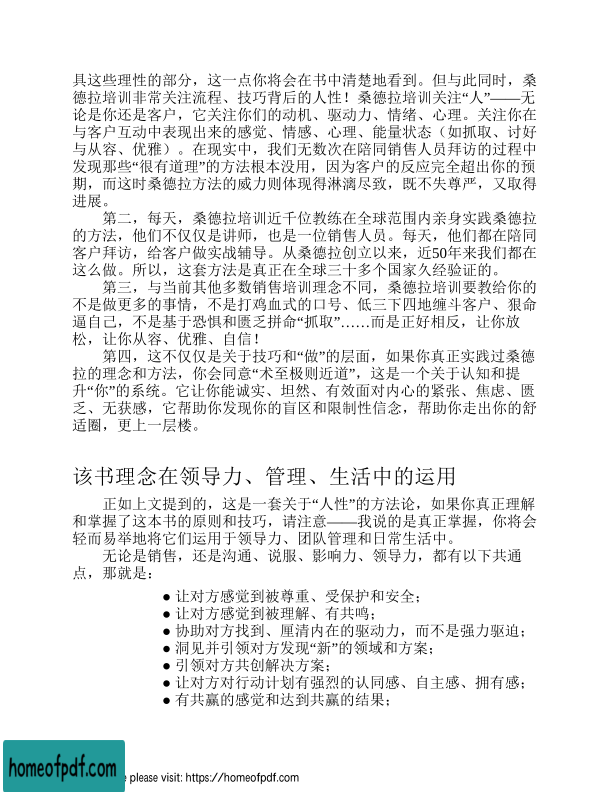 具这些理性的部分，这一点你将会在书中清楚地看到。但与此同时，桑
德拉培训非常关注流程、技巧背后的人性！桑德拉培训关注“人”——无
论是你还是客户，它关注你们的动机、驱动力、情绪、心理。关注你在
与客户互动中表现出来的感觉、情感、心理、能量状态（如抓取、讨好
与从容、优雅）。在现实中，我们无数次在陪同销售人员拜访的过程中
发现那些“很有道理”的方法根本没用，因为客户的反应完全超出你的预
期，而这时桑德拉方法的威力则体现得淋漓尽致，既不失尊严，又取得
进展。
第二，每天，桑德拉培训近千位教练在全球范围内亲身实践桑德拉
的方法，他们不仅仅是讲师，也是一位销售人员。每天，他们都在陪同
客户拜访，给客户做实战辅导。从桑德拉创立以来，近50年来我们都在
这么做。所以，这套方法是真正在全球三十多个国家久经验证的。
第三，与当前其他多数销售培训理念不同，桑德拉培训要教给你的
不是做更多的事情，不是打鸡血式的口号、低三下四地缠斗客户、狠命
逼自己，不是基于恐惧和匮乏拼命“抓取”……而是正好相反，让你放
松，让你从容、优雅、自信！
第四，这不仅仅是关于技巧和“做”的层面，如果你真正实践过桑德
拉的理念和方法，你会同意“术至极则近道”，这是一个关于认知和提
升“你”的系统。它让你能诚实、坦然、有效面对内心的紧张、焦虑、匮
乏、无获感，它帮助你发现你的盲区和限制性信念，帮助你走出你的舒
适圈，更上一层楼。
该书理念在领导力、管理、生活中的运用
正如上文提到的，这是一套关于“人性”的方法论，如果你真正理解
和掌握了这本书的原则和技巧，请注意——我说的是真正掌握，你将会
轻而易举地将它们运用于领导力、团队管理和日常生活中。
无论是销售，还是沟通、说服、影响力、领导力，都有以下共通
点，那就是：
● 让对方感觉到被尊重、受保护和安全；
● 让对方感觉到被理解、有共鸣；
● 协助对方找到、厘清内在的驱动力，而不是强力驱迫；
● 洞见并引领对方发现“新”的领域和方案；
● 引领对方共创解决方案；
● 让对方对行动计划有强烈的认同感、自主感、拥有感；
● 有共赢的感觉和达到共赢的结果；
homeofpdf.com
e please visit: https://homeofpdf.com